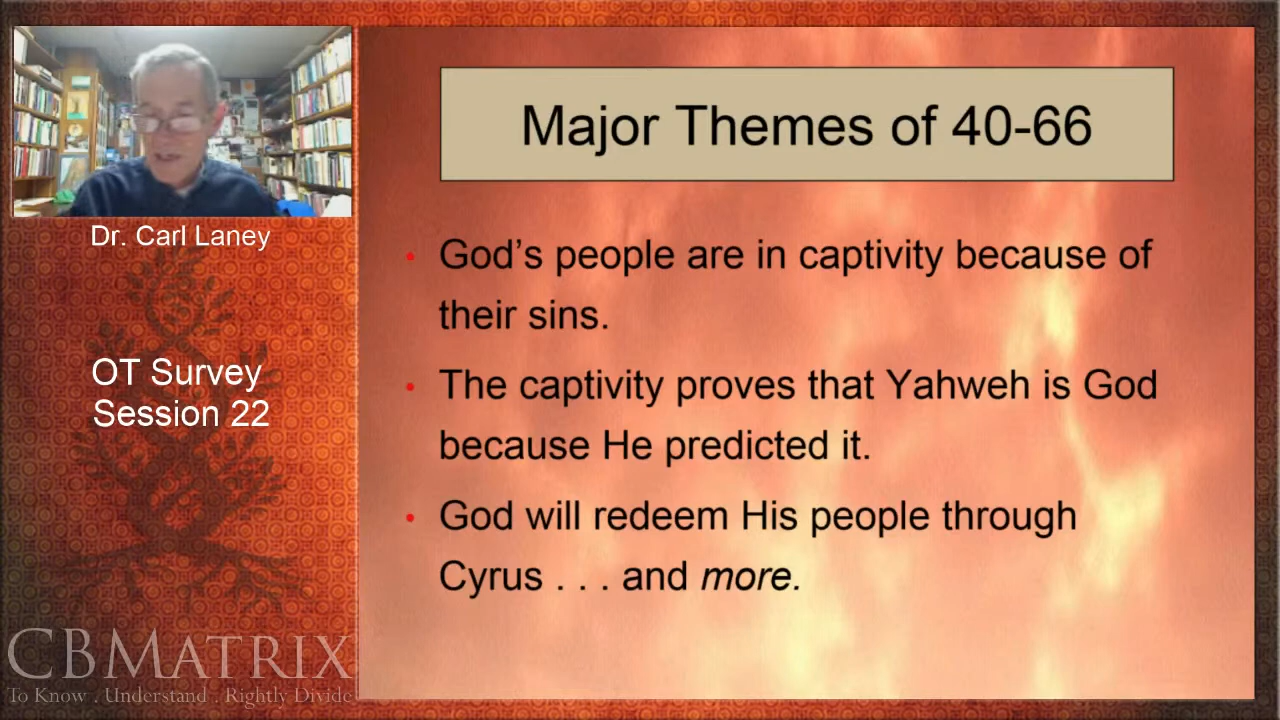 Major Themes of 40-66
Dr. Carl Laney
OT Survey
Session 22
• God’s people are in captivity because of
their sins.
• The captivity proves that Yahweh is God
because He predicted it.
• God will redeem His people through
Cyrus . . . and more.
CBMATRIX
To Know . Understand . Rightly Divide